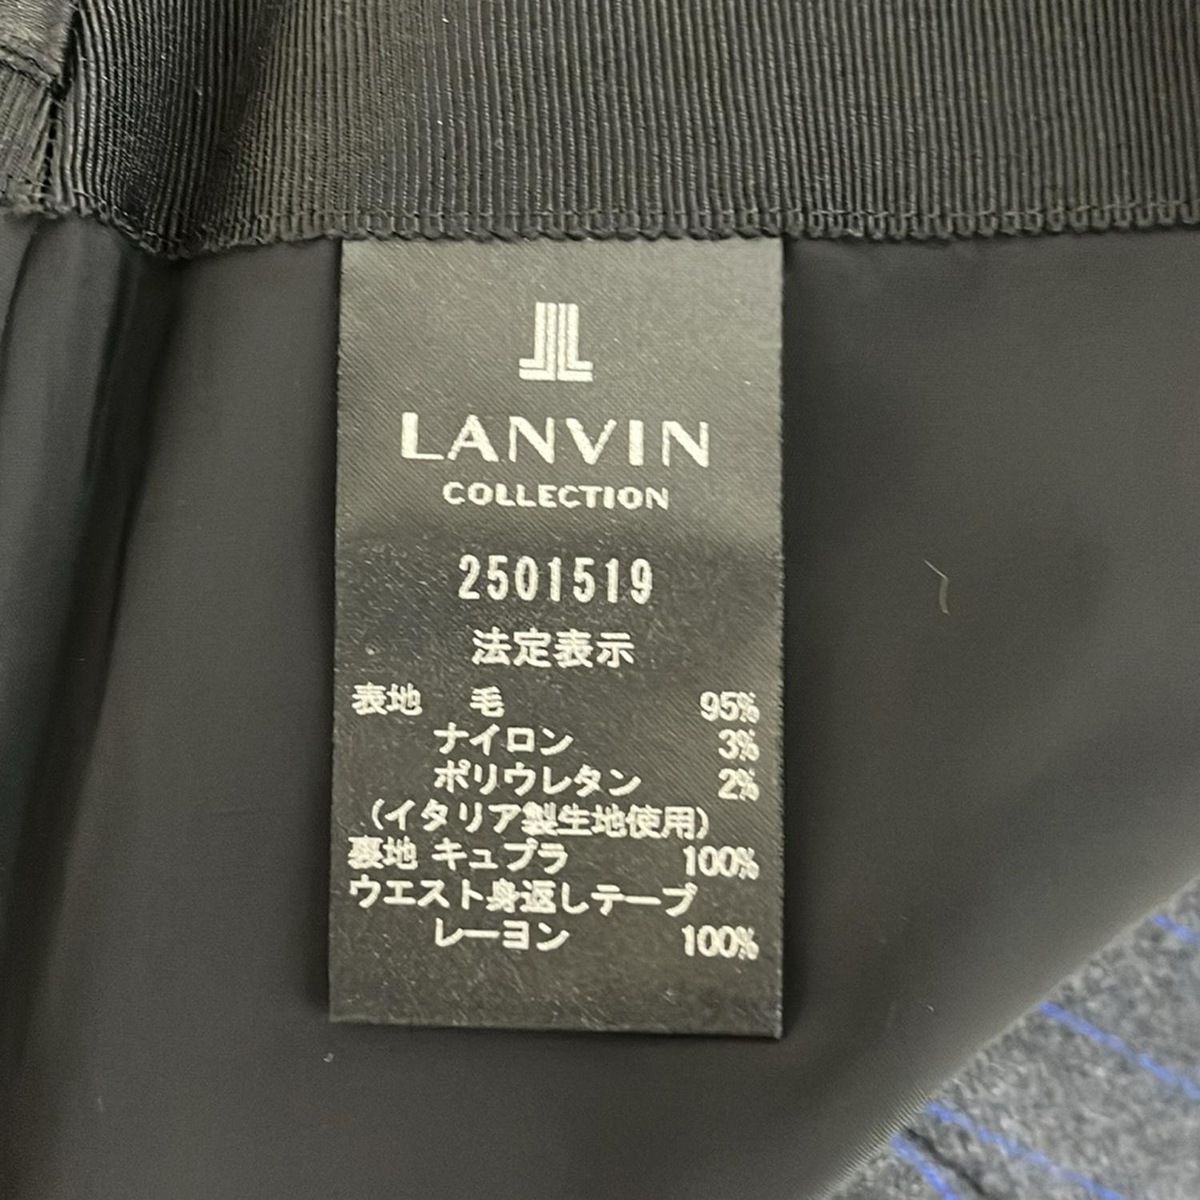 LANVIN
COLLECTION
2501519
法定表示
表地 毛 95%
ナイロン 3%
ポリウレタン 2%
(イタリア製生地使用)
裏地 キュプラ 100%
ウエスト身返しテープ
レーヨン 100%